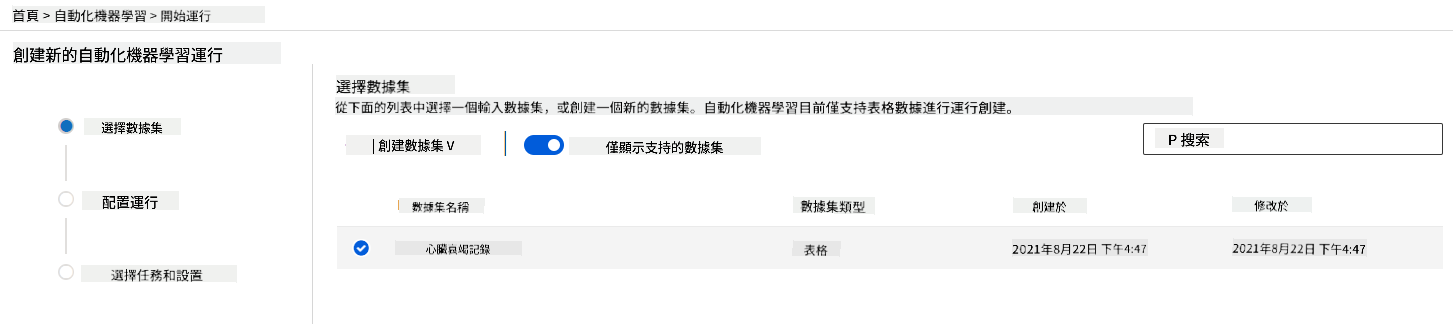 首頁 > 自動化機器學習 > 開始運行
創建新的自動化機器學習運行
選擇數據集
配置運行
選擇任務和設置
選擇數據集
從下面的列表中選擇一個輸入數據集，或創建一個新的數據集。自動化機器學習目前僅支持表格數據進行運行創建。
| 創建數據集 V 僅顯示支持的數據集 P 搜索
數據集名稱 數據集類型 創建於 修改於
心臟衰竭記錄 表格 2021年8月22日 下午4:47 2021年8月22日 下午4:47